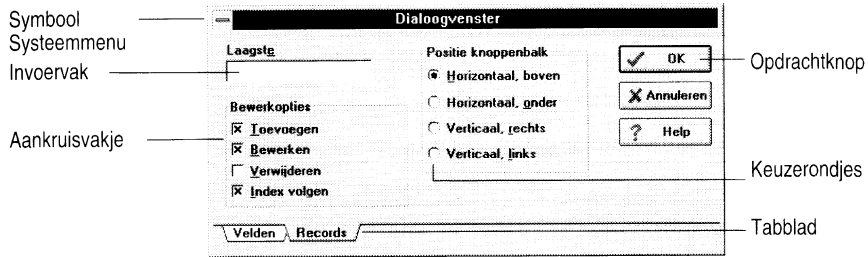 Symbool
Systeemmenu
Invoervak
Aankruisvakje
Dialoogvenster
Laagste
Bewerkopties
Toevoegen
Bewerken
Verwijderen
Index volgen
Positie knoppenbalk
Horizontaal, boven
Horizontaal, onder
Verticaal, rechts
Verticaal, links
OK
Annuleren
? Help
Velden
Records
Opdrachtknop
Keuzerondjes
Tabblad